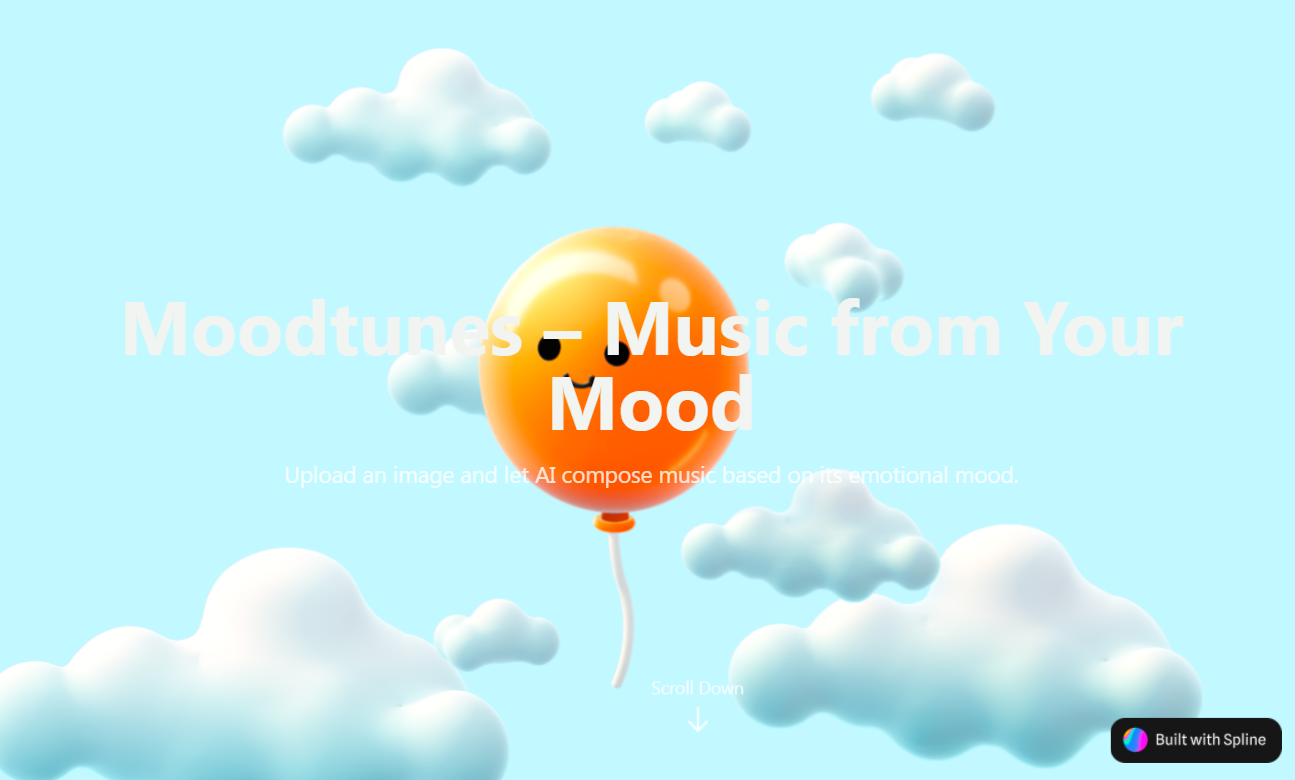 Moodtunes – Music from Your
Mood
Upload an image and let AI compose music based on its emotional mood.
Scroll Down
Built with Spline